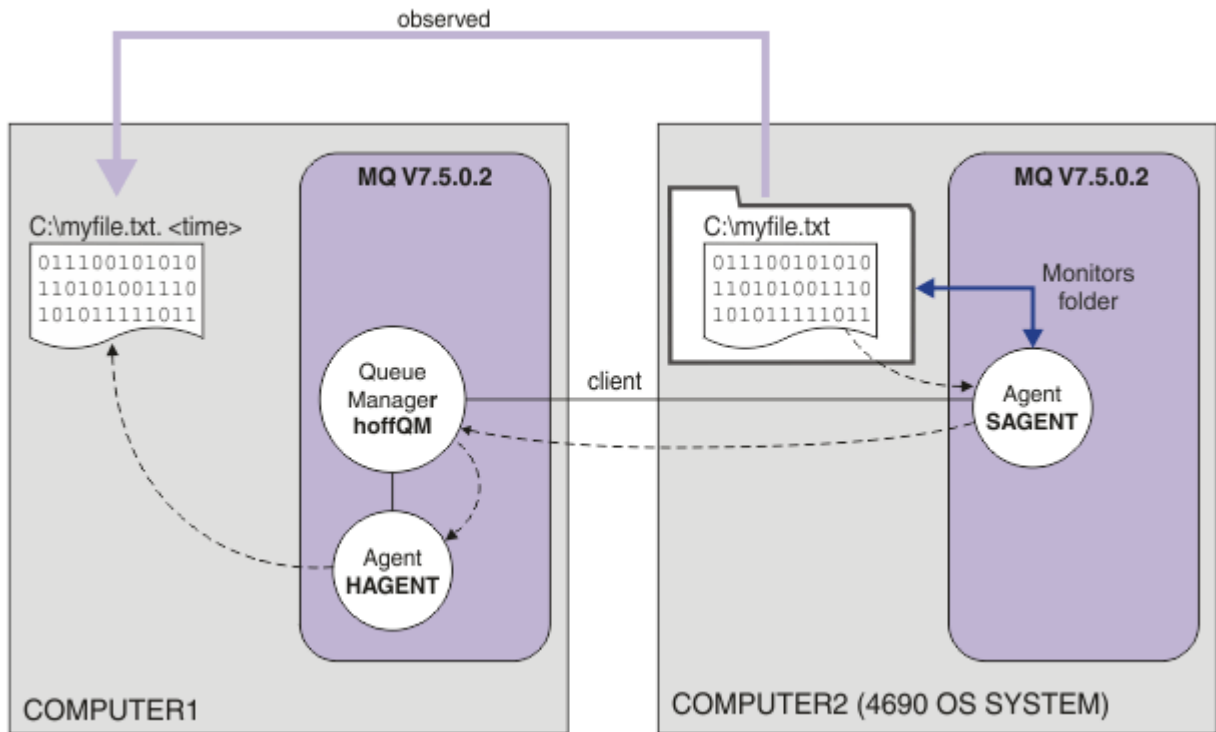 observed
MQ V7.5.0.2
C:\myfile.txt. <time>
011100101010
110101001110
101011111011
Queue
Manager
hoffQM
Agent
HAGENT
COMPUTER1
client
MQ V7.5.0.2
C:\myfile.txt
011100101010
110101001110
101011111011
Monitors
folder
Agent
SAGENT
COMPUTER2 (4690 OS SYSTEM)